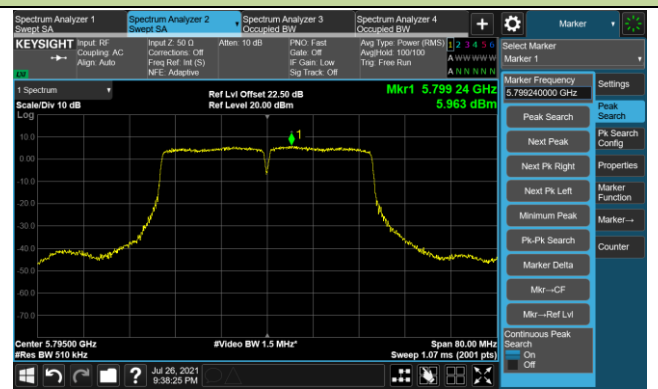 Spectrum Analyzer 1
Swept SA
Spectrum Analyzer 2
Swept SA
Spectrum Analyzer 3
Occupied BW
Spectrum Analyzer 4
Occupied BW
Marker
KEYSIGHT
Input: RF
Coupling: AC
Align: Auto
Input Z: 50 Ω
Corrections: Off
Freq Ref: Int (S)
NFE: Adaptive
Atten: 10 dB
PNO: Fast
Gate: Off
IF Gain: Low
Sig Track: Off
Avg Type: Power (RMS)
Avg|Hold: 100/100
Trig: Free Run
1 2 3 4 5 6
A W W W W W
A N N N N N
LXI
Select Marker
Marker 1
1 Spectrum
Scale/Div 10 dB
Ref Lvl Offset 22.50 dB
Ref Level 20.00 dBm
Mkr1 5.799 24 GHz
5.963 dBm
Log
10.0
0.00
-10.0
-20.0
-30.0
-40.0
-50.0
-60.0
-70.0
1
Center 5.79500 GHz
#Res BW 510 kHz
#Video BW 1.5 MHz*
Span 80.00 MHz
Sweep 1.07 ms (2001 pts)
Marker Frequency
5.799240000 GHz
Peak Search
Next Peak
Next Pk Right
Next Pk Left
Minimum Peak
Pk-Pk Search
Marker Delta
Mkr→CF
Mkr→Ref Lvl
Continuous Peak
Search
On
Off
Settings
Peak
Search
Pk Search
Config
Properties
Marker
Function
Marker→
Counter
Jul 26, 2021
9:38:25 PM